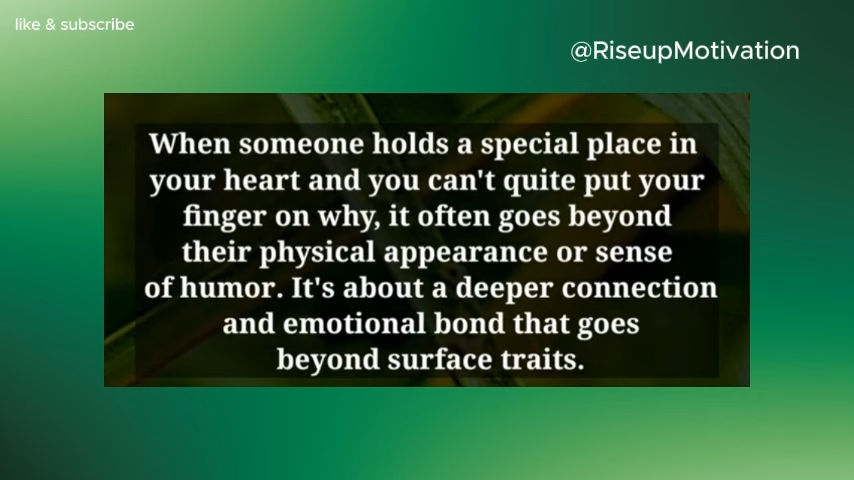 like & subscribe
@RiseupMotivation
When someone holds a special place in
your heart and you can't quite put your
finger on why, it often goes beyond
their physical appearance or sense
of humor. It's about a deeper connection
and emotional bond that goes
beyond surface traits.